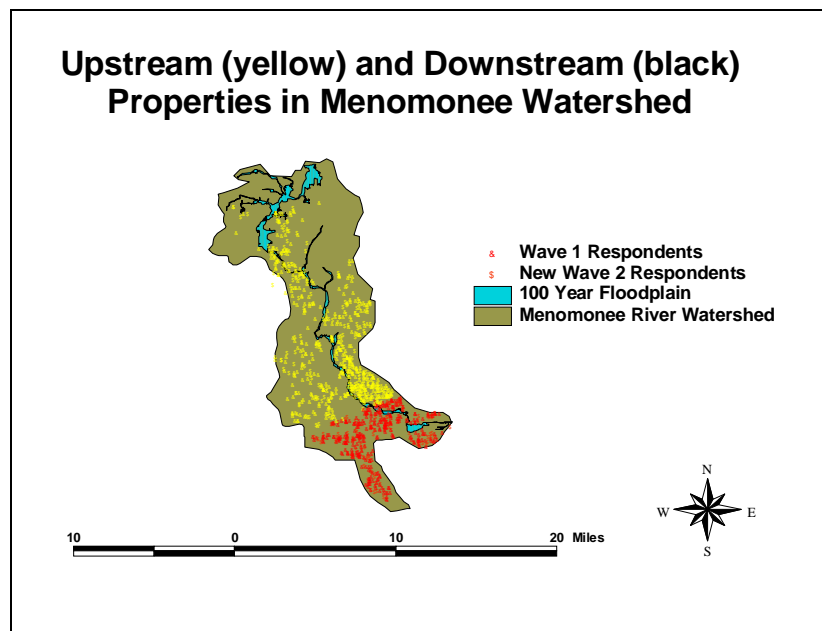 Upstream (yellow) and Downstream (black)
Properties in Menomonee Watershed
& Wave 1 Respondents
$ New Wave 2 Respondents
100 Year Floodplain
Menomonee River Watershed
N
W E
S
10 0 10 20 Miles